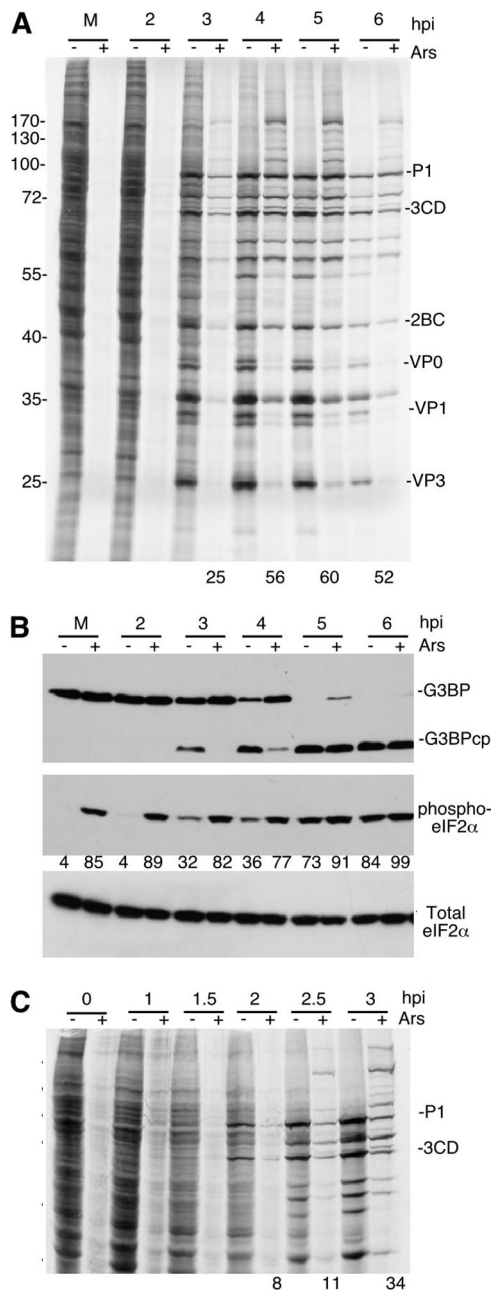 A
M 2 3 4 5 6 hpi
- + - + - + - + - + - + Ars
170-
130-
100-
-P1
72-
-3CD
55-
-2BC
40-
-VP0
35-
-VP1
25-
-VP3
25 56 60 52
B
M 2 3 4 5 6 hpi
- + - + - + - + - + - + Ars
-G3BP
-G3BPcp
phospho-
eIF2α
4 85 4 89 32 82 36 77 73 91 84 99
Total
eIF2α
C
0 1 1.5 2 2.5 3 hpi
- + - + - + - + - + - + Ars
-P1
-3CD
8 11 34